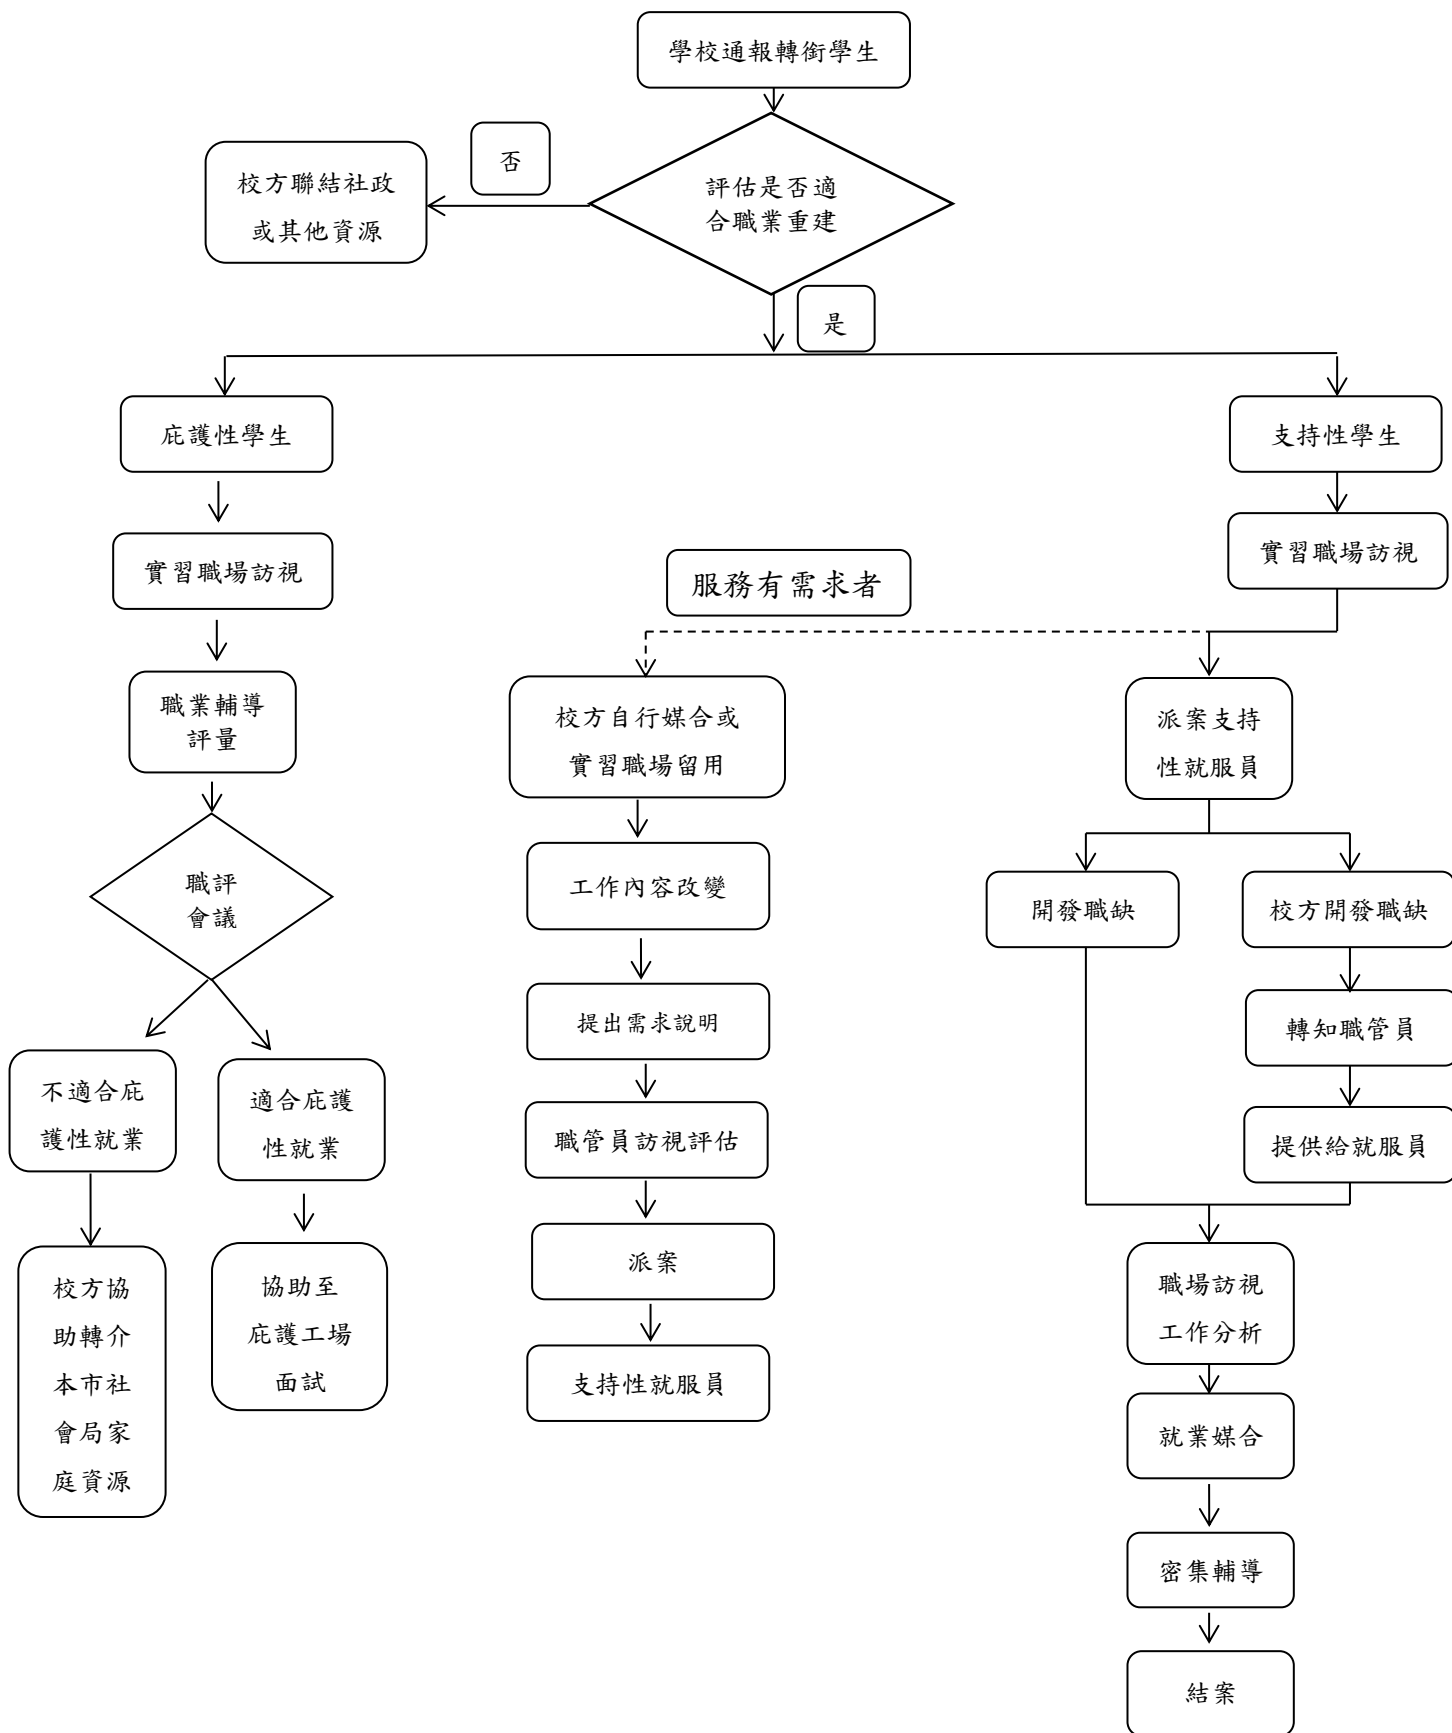 學校通報轉銜學生
否
校方聯結社政
或其他資源
評估是否適
合職業重建
是
庇護性學生
支持性學生
實習職場訪視
實習職場訪視
服務有需求者
職業輔導
評量
校方自行媒合或
實習職場留用
派案支持
性就服員
職評
會議
工作內容改變
開發職缺
校方開發職缺
提出需求說明
轉知職管員
不適合庇
護性就業
適合庇護
性就業
職管員訪視評估
提供給就服員
校方協
助轉介
本市社
會局家
庭資源
協助至
庇護工場
面試
派案
職場訪視
工作分析
支持性就服員
就業媒合
密集輔導
結案